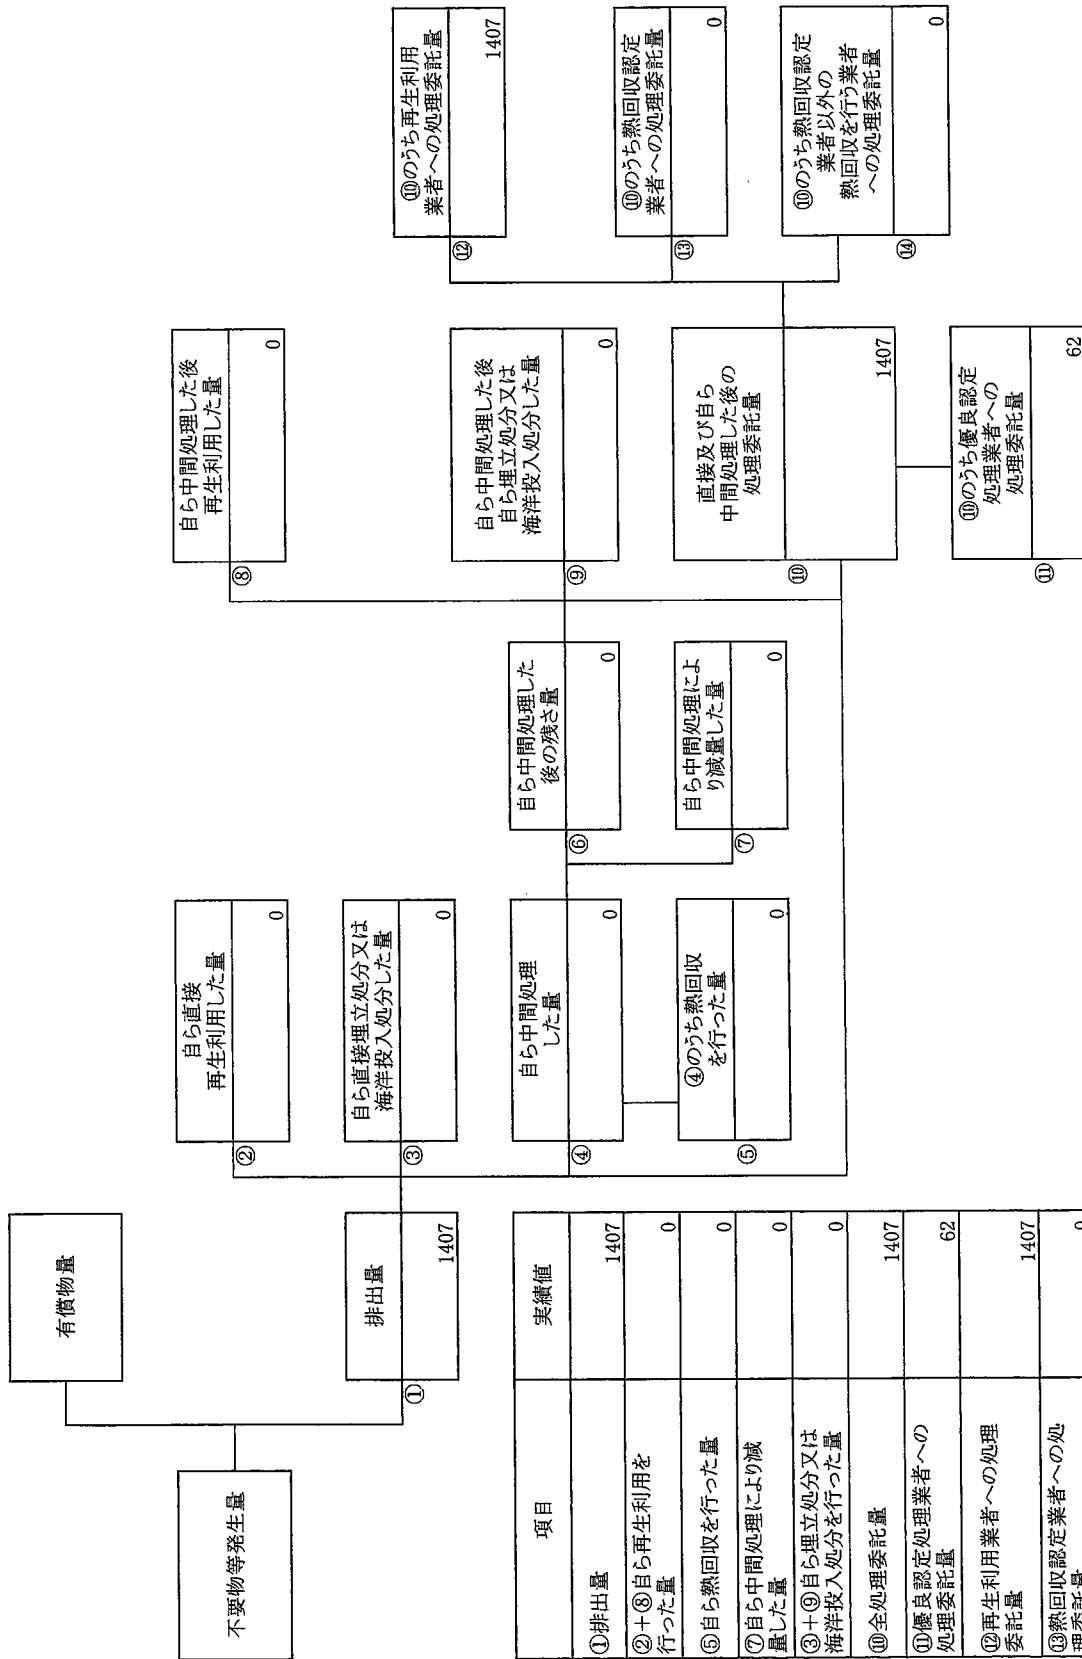 不要物等発生量
有償物量
排出量
①
1407
自ら直接
再生利用した量
②
0
自ら直接埋立処分又は
海洋投入処分した量
③
0
自ら中間処理
した量
④
0
④のうち熱回収
を行った量
⑤
0
自ら中間処理した
後の残さ量
⑥
0
自ら中間処理によ
り減量した量
⑦
0
自ら中間処理した後
再生利用した量
⑧
0
自ら中間処理した後
自ら埋立処分又は
海洋投入処分した量
⑨
0
直接及び自ら
中間処理した後の
処理委託量
⑩
1407
⑩のうち優良認定
処理業者への
処理委託量
⑪
62
⑩のうち再生利用
業者への処理委託量
⑫
1407
⑩のうち熱回収認定
業者への処理委託量
⑬
0
⑩のうち熱回収認定
業者以外の
熱回収を行う業者
への処理委託量
⑭
0
項目 実績値
①排出量 1407
②+⑧自ら再生利用を
行った量 0
⑤自ら熱回収を行った量 0
⑦自ら中間処理により減
量した量 0
③+⑨自ら埋立処分又は
海洋投入処分を行った量 0
⑩全処理委託量 1407
⑪優良認定処理業者への
処理委託量 62
⑫再生利用業者への処理
委託量 1407
⑬熱回収認定業者への処
理委託量 0